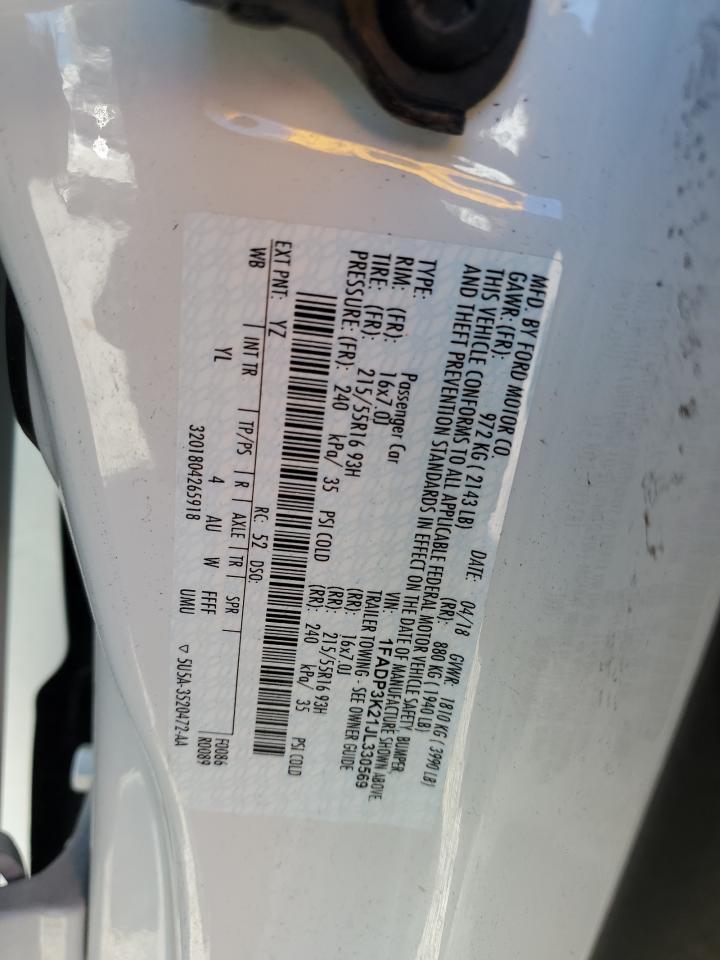 MFD. BY FORD MOTOR CO
DATE: 04/18 GVWR: 1810 KG ( 3990 LB)
GAWR: (FR): 972 KG ( 2143 LB) (RR): 880 KG ( 1940 LB)
THIS VEHICLE CONFORMS TO ALL APPLICABLE FEDERAL MOTOR VEHICLE SAFETY, BUMPER
AND THEFT PREVENTION STANDARDS IN EFFECT ON THE DATE OF MANUFACTURE SHOWN ABOVE
VIN: 1FADP3K21JL330569
TYPE: Passenger Car TRAILER TOWING - SEE OWNER GUIDE
RIM: (FR): 16x7.0J (RR): 16x7.0J
TIRE: (FR): 215/55R16 93H (RR): 215/55R16 93H
PRESSURE: (FR): 240 kPa/ 35 PSI COLD (RR): 240 kPa/ 35 PSI COLD
EXT PNT: YZ RC: 52 DSO:
WB | INT TR | TP/PS | R | AXLE | TR | SPR |
YL 4 AU W FFFF
F0086
R0089
3201804265918 UMU
▽ 5U5A-3520472-AA